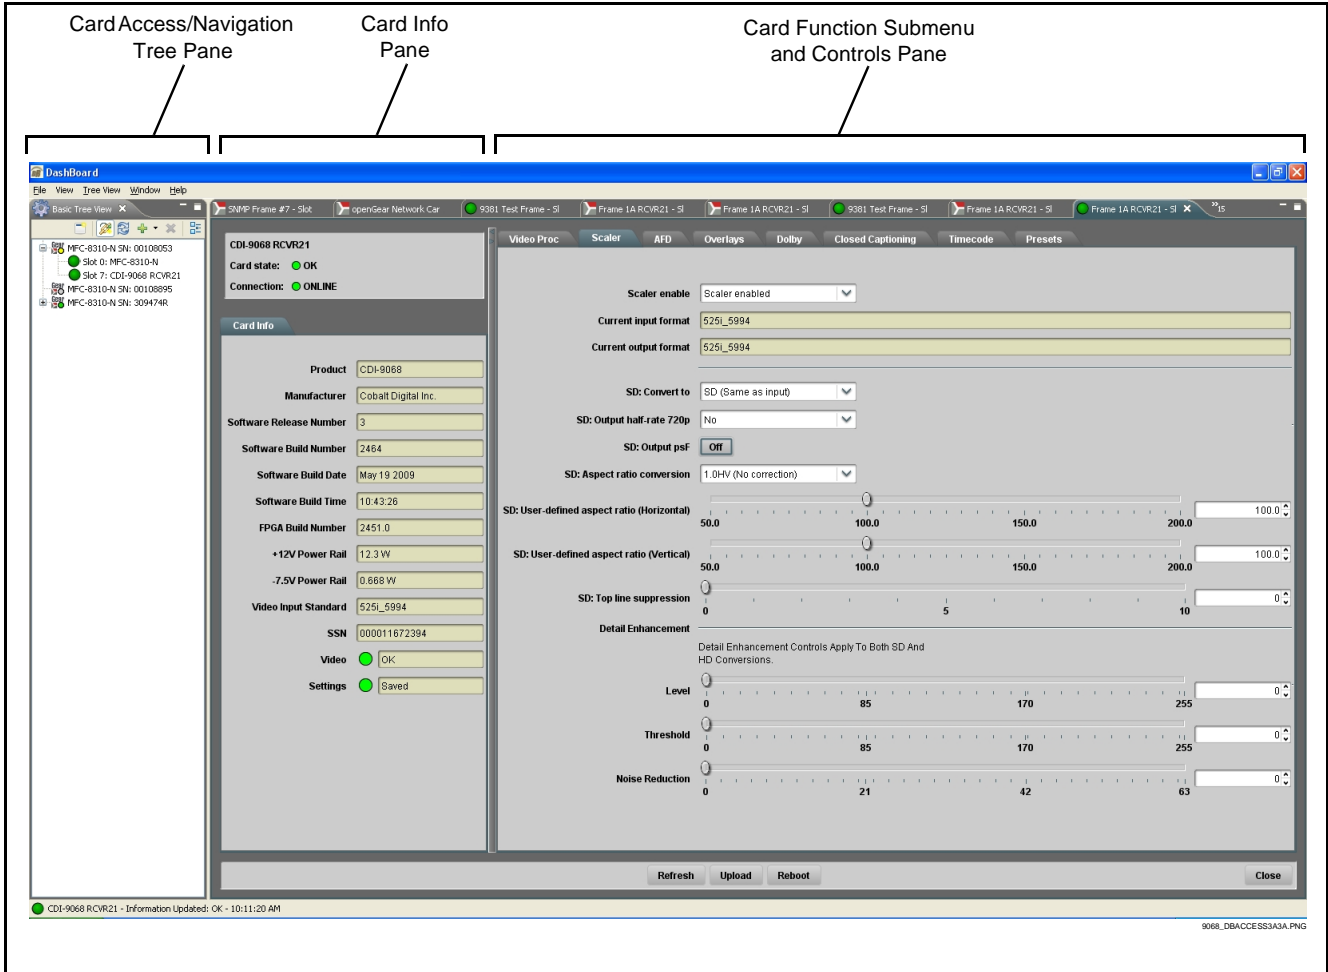 Card Access/Navigation
Tree Pane
Card Info
Pane
Card Function Submenu
and Controls Pane
DashBoard
File View Tree View Window Help
Basic Tree View
SNMP Frame #7 - Slot
openGear Network Car
9381 Test Frame - Sl
Frame 1A RCVR21 - Sl
Frame 1A RCVR21 - Sl
9381 Test Frame - Sl
Frame 1A RCVR21 - Sl
Frame 1A RCVR21 - Sl
»15
MFC-8310-N SN: 00108053
Slot 0: MFC-8310-N
Slot 7: CDI-9068 RCVR21
MFC-8310-N SN: 00108895
MFC-8310-N SN: 309474R
CDI-9068 RCVR21
Card state: OK
Connection: ONLINE
Card Info
Product CDI-9068
Manufacturer Cobalt Digital Inc.
Software Release Number 3
Software Build Number 2464
Software Build Date May 19 2009
Software Build Time 10:43:26
FPGA Build Number 2451.0
+12V Power Rail 12.3 W
-7.5V Power Rail 0.668 W
Video Input Standard 525i_5994
SSN 000011672394
Video OK
Settings Saved
Video Proc Scaler AFD Overlays Dolby Closed Captioning Timecode Presets
Scaler enable Scaler enabled
Current input format 525i_5994
Current output format 525i_5994
SD: Convert to SD (Same as input)
SD: Output half-rate 720p No
SD: Output psF Off
SD: Aspect ratio conversion 1.0HV (No correction)
SD: User-defined aspect ratio (Horizontal) 100.0
50.0 100.0 150.0 200.0
SD: User-defined aspect ratio (Vertical) 100.0
50.0 100.0 150.0 200.0
SD: Top line suppression 0
0 5 10
Detail Enhancement
Detail Enhancement Controls Apply To Both SD And
HD Conversions.
Level 0
0 85 170 255
Threshold 0
0 85 170 255
Noise Reduction 0
0 21 42 63
Refresh Upload Reboot Close
CDI-9068 RCVR21 - Information Updated: OK - 10:11:20 AM
9068_DBACCESS3A3A.PNG